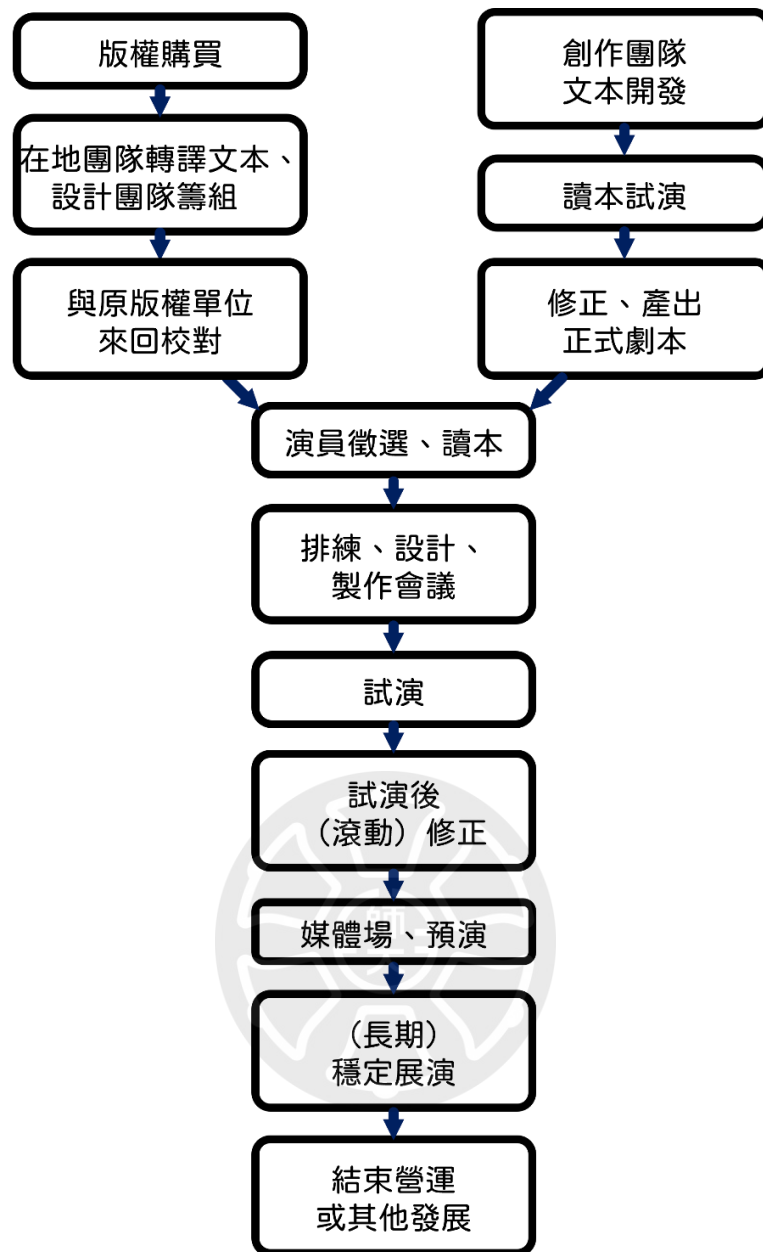 版權購買
在地團隊轉譯文本、
設計團隊籌組
與原版權單位
來回校對
創作團隊
文本開發
讀本試演
修正、產出
正式劇本
演員徵選、讀本
排練、設計、
製作會議
試演
試演後
（滾動）修正
媒體場、預演
（長期）
穩定展演
結束營運
或其他發展
師大